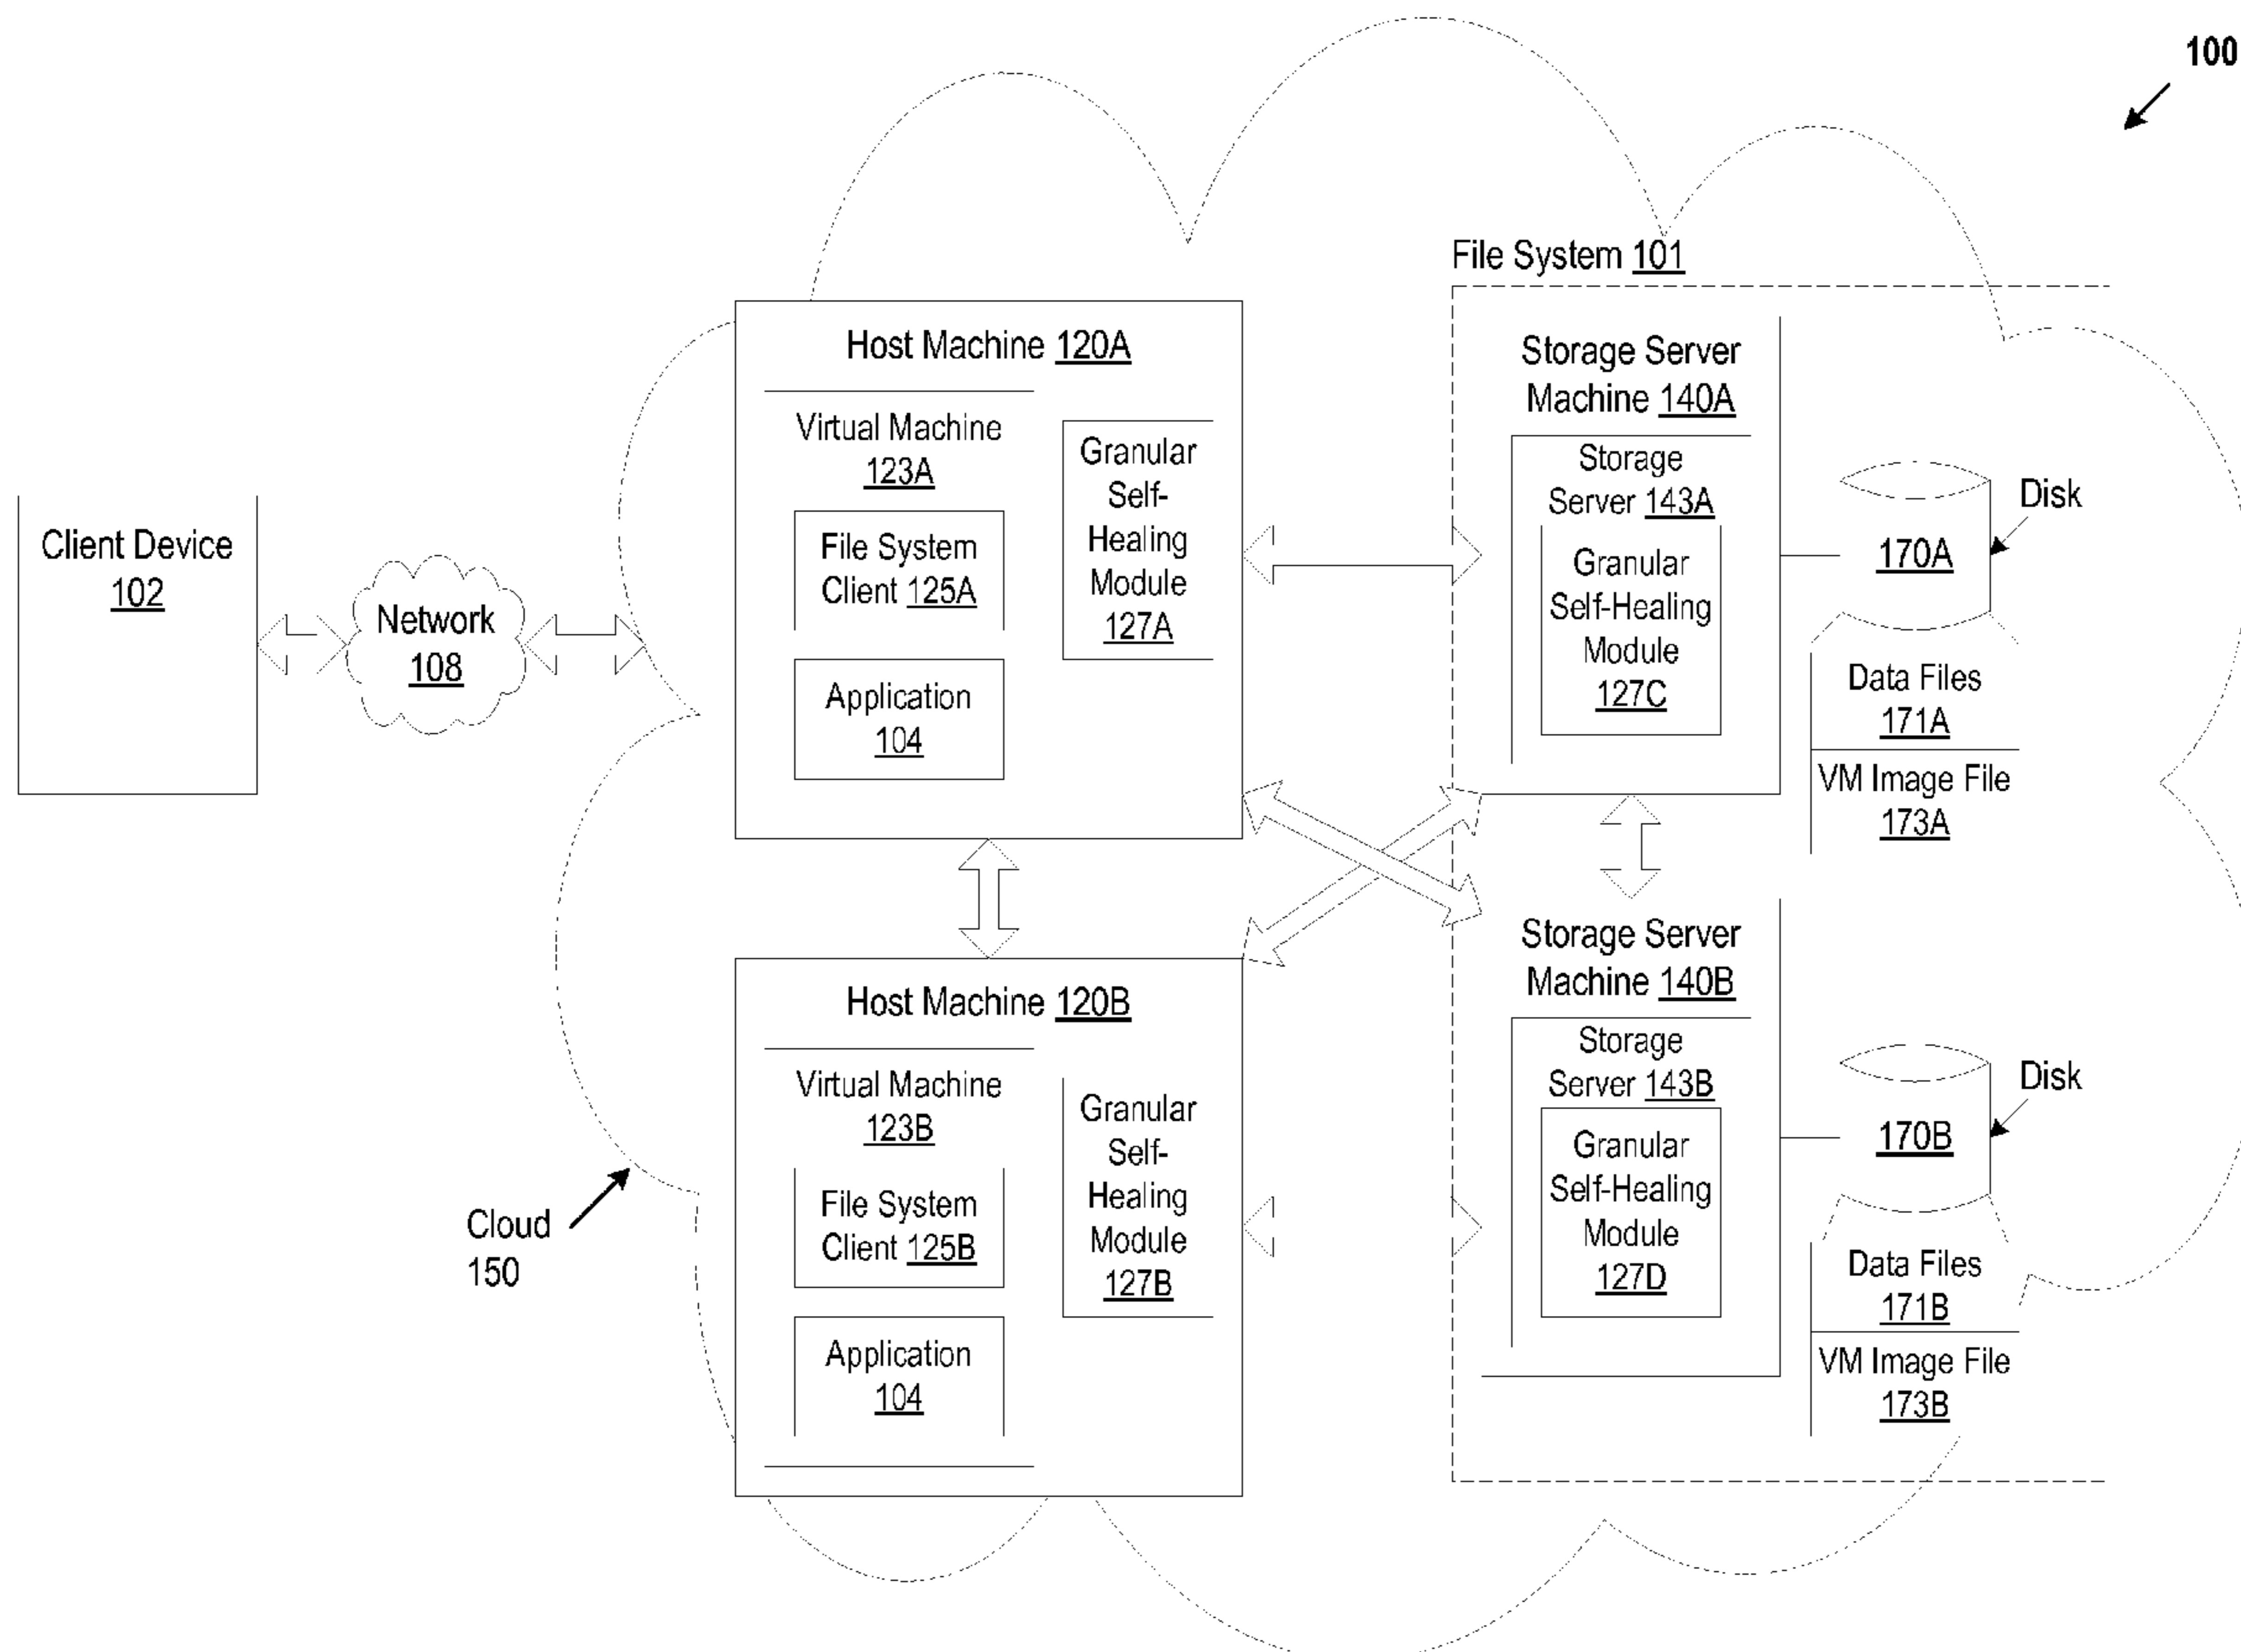 100
File System 101
Host Machine 120A
Virtual Machine
123A
File System
Client 125A
Application
104
Granular
Self-
Healing
Module
127A
Storage Server
Machine 140A
Storage
Server 143A
Granular
Self-Healing
Module
127C
Disk
170A
Data Files
171A
VM Image File
173A
Client Device
102
Network
108
Host Machine 120B
Virtual Machine
123B
File System
Client 125B
Application
104
Granular
Self-
Healing
Module
127B
Storage Server
Machine 140B
Storage
Server 143B
Granular
Self-Healing
Module
127D
Disk
170B
Data Files
171B
VM Image File
173B
Cloud
150